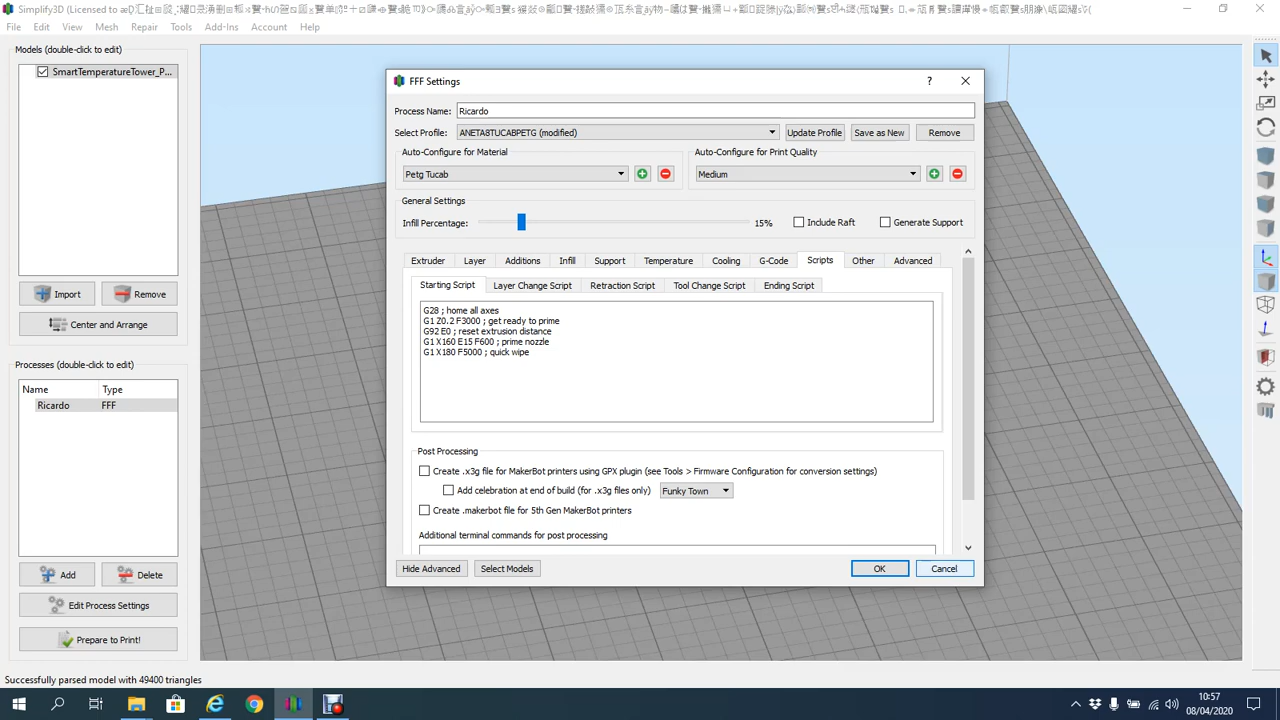 Simplify3D (Licensed to
File Edit View Mesh Repair Tools Add-Ins Account Help
Models (double-click to edit)
SmartTemperatureTower_P...
Import
Remove
Center and Arrange
Processes (double-click to edit)
Name Type
Ricardo FFF
Add
Delete
Edit Process Settings
Prepare to Print!
Successfully parsed model with 49400 triangles
FFF Settings
Process Name: Ricardo
Select Profile: ANETA8TUCABPETG (modified) Update Profile Save as New Remove
Auto-Configure for Material
Petg Tucab
Auto-Configure for Print Quality
Medium
General Settings
Infill Percentage: 15% Include Raft Generate Support
Extruder Layer Additions Infill Support Temperature Cooling G-Code Scripts Other Advanced
Starting Script Layer Change Script Retraction Script Tool Change Script Ending Script
G28 ; home all axes
G1 Z0.2 F3000 ; get ready to prime
G92 E0 ; reset extrusion distance
G1 X160 E15 F600 ; prime nozzle
G1 X180 F5000 ; quick wipe
Post Processing
Create .x3g file for MakerBot printers using GPX plugin (see Tools > Firmware Configuration for conversion settings)
Add celebration at end of build (for .x3g files only) Funky Town
Create .makerbot file for 5th Gen MakerBot printers
Additional terminal commands for post processing
Hide Advanced Select Models OK Cancel
10:57
08/04/2020